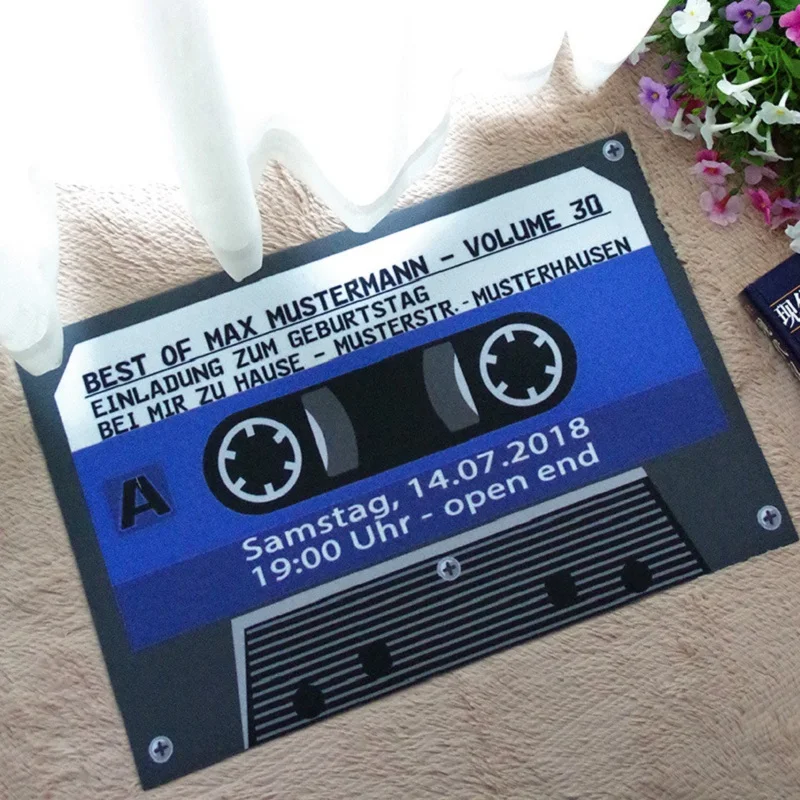 BEST OF MAX MUSTERMANN - VOLUME 30
EINLADUNG ZUM GEBURTSTAG
BEI MIR ZU HAUSE - MUSTERSTR. - MUSTERHAUSEN
A
Samstag, 14.07.2018
19:00 Uhr - open end